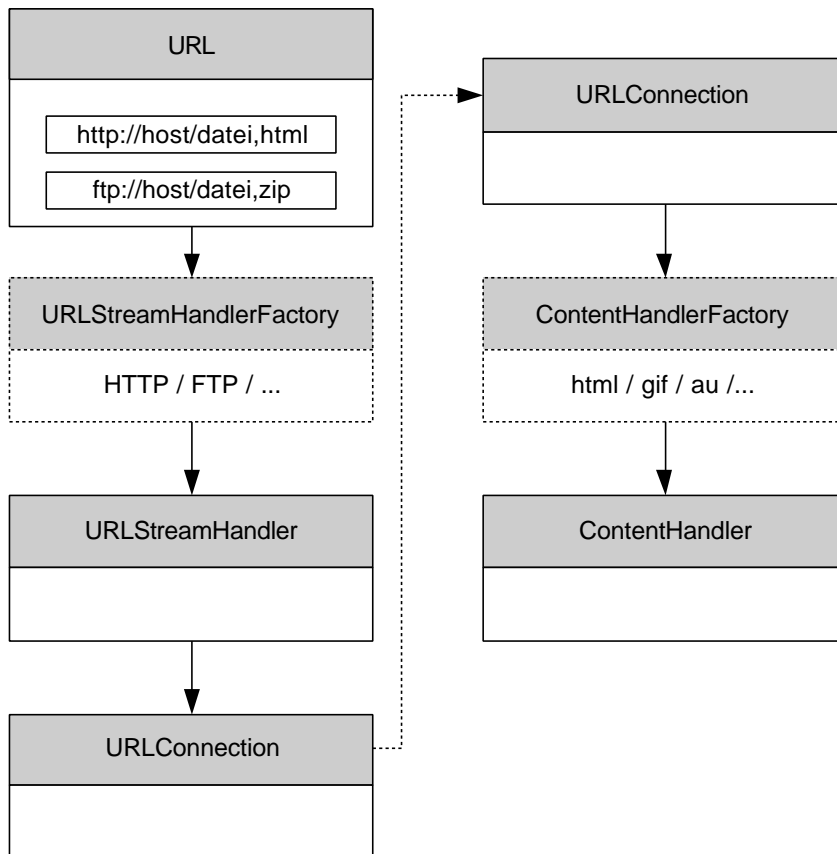 URL
http://host/datei,html
ftp://host/datei,zip
URLStreamHandlerFactory
HTTP / FTP / ...
URLStreamHandler
URLConnection
URLConnection
ContentHandlerFactory
html / gif / au /...
ContentHandler